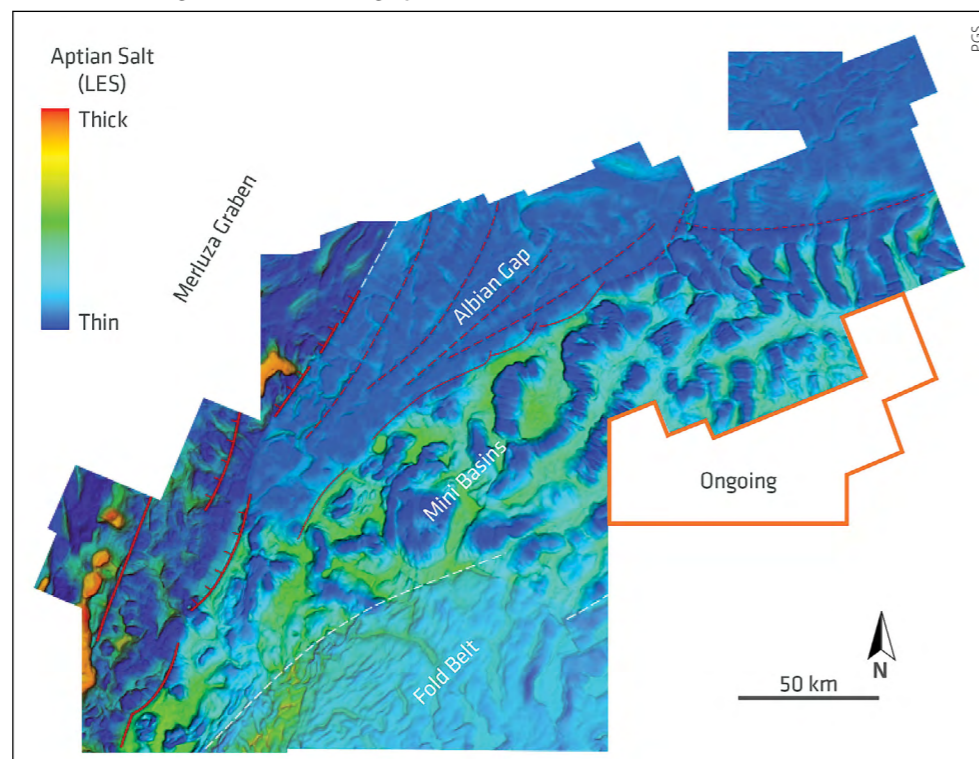 PGS
Aptian Salt
(LES)
Thick
Thin
Merluza Graben
Albian Gap
Mini Basins
Fold Belt
Ongoing
N
50 km